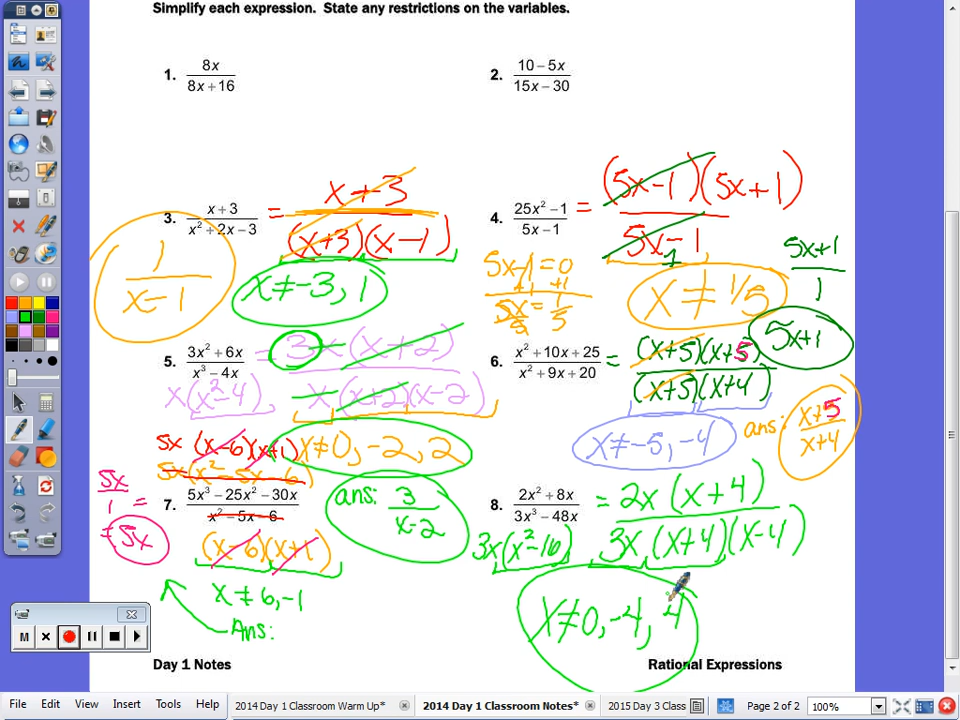 Simplify each expression. State any restrictions on the variables.
1. 8x / 8x + 16
2. 10 – 5x / 15x – 30
3. x + 3 / x² + 2x – 3 = x + 3 / (x+3)(x-1)
1 / x-1
x ≠ -3, 1
4. 25x² – 1 / 5x – 1 = (5x-1)(5x+1) / 5x-1
1
5x-1=0
+1 +1
5x/5 = 1/5
x ≠ 1/5
5x+1 / 1
5x+1
5. 3x² + 6x / x³ – 4x = 3x(x+2) / x(x+2)(x-2)
x(x²-4)
x≠0, -2, 2
ans: 3 / x-2
6. x² + 10x + 25 / x² + 9x + 20 = (x+5)(x+5) / (x+5)(x+4)
x≠-5, -4
ans: x+5 / x+4
5x (x-6)(x+1)
5x(x²-5x-6)
7. 5x³ – 25x² – 30x / x² – 5x – 6
(x-6)(x+1)
5x / 1 =
= 5x
x ≠ 6, -1
Ans:
8. 2x² + 8x / 3x³ – 48x = 2x(x+4) / 3x(x+4)(x-4)
3x(x²-16)
x≠0, -4, 4
M
Day 1 Notes
Rational Expressions
File Edit View Insert Tools Help
2014 Day 1 Classroom Warm Up*
2014 Day 1 Classroom Notes*
2015 Day 3 Class
Page 2 of 2
100%